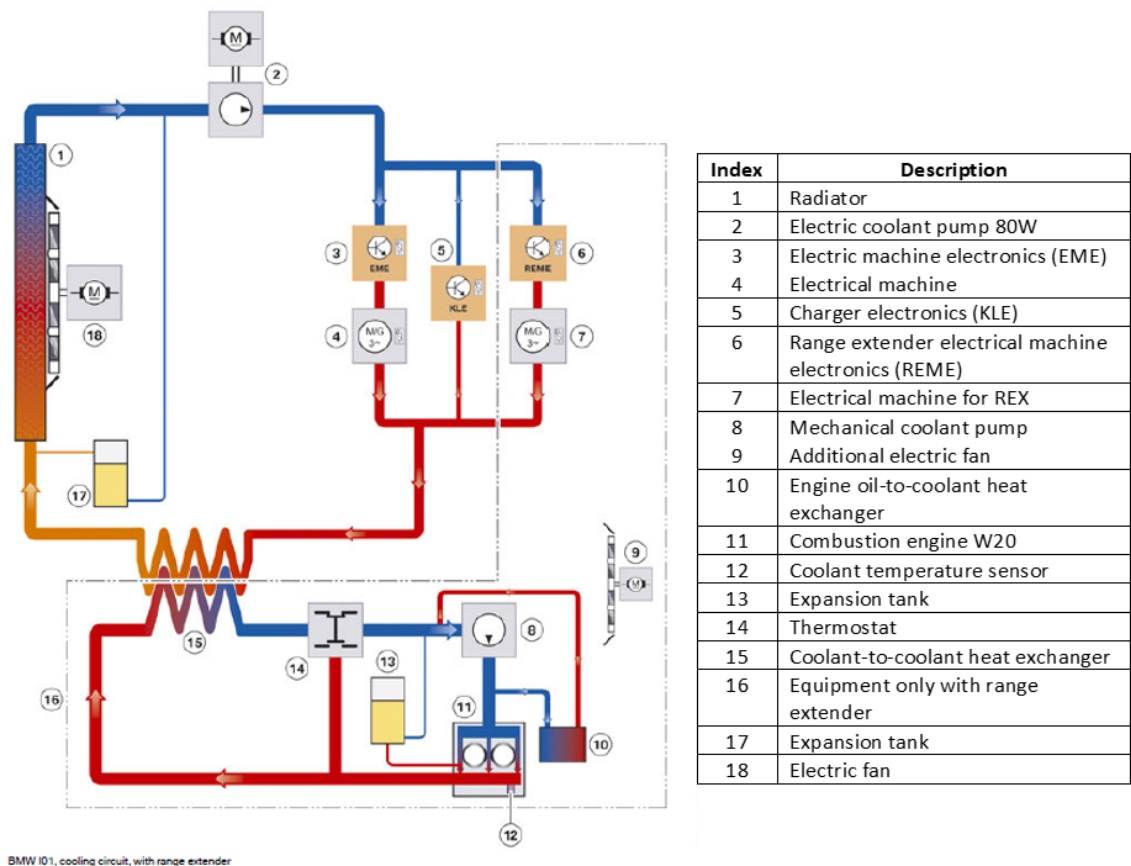 M
2
1
3
EME
5
KLE
6
REME
4
M/G
3~
M/G
3~
7
M
18
17
9
M
15
14
13
8
16
11
10
12
BMW I01, cooling circuit, with range extender
Index Description
1 Radiator
2 Electric coolant pump 80W
3 Electric machine electronics (EME)
4 Electrical machine
5 Charger electronics (KLE)
6 Range extender electrical machine
electronics (REME)
7 Electrical machine for REX
8 Mechanical coolant pump
9 Additional electric fan
10 Engine oil-to-coolant heat
exchanger
11 Combustion engine W20
12 Coolant temperature sensor
13 Expansion tank
14 Thermostat
15 Coolant-to-coolant heat exchanger
16 Equipment only with range
extender
17 Expansion tank
18 Electric fan